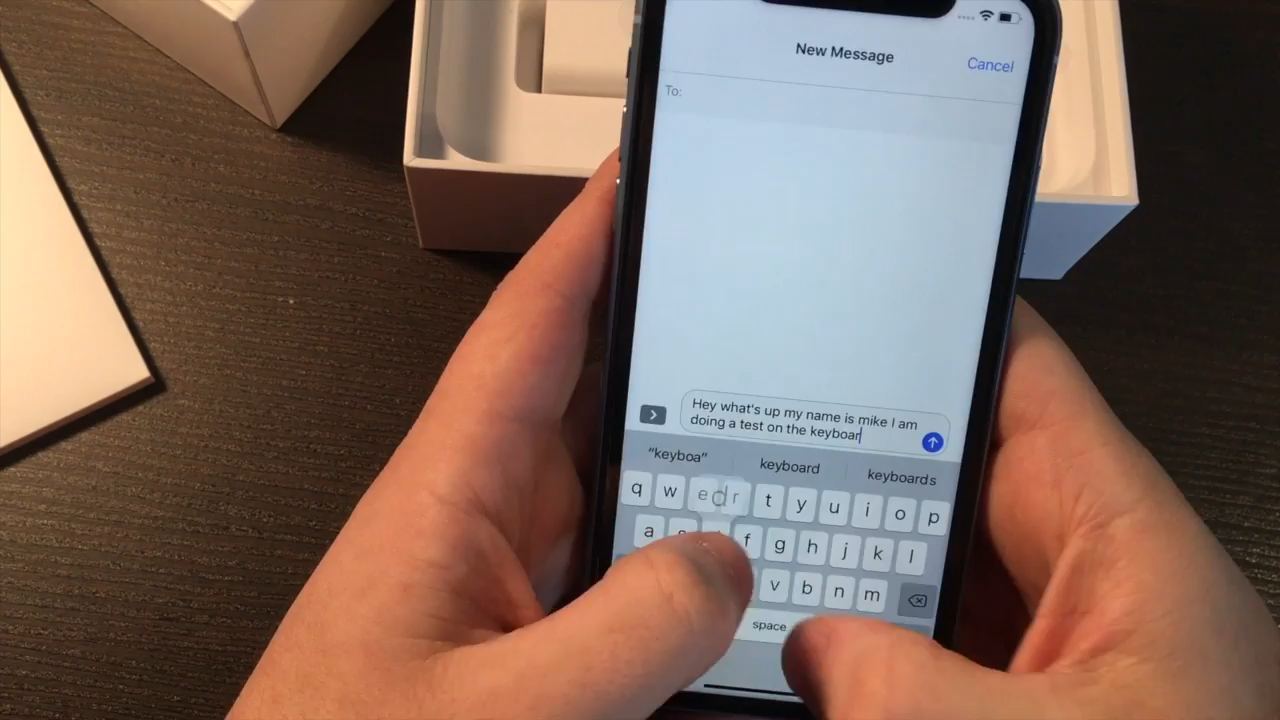 New Message
Cancel
To:
Hey what's up my name is mike I am
doing a test on the keyboar
"keyboa" keyboard keyboards
q w e d r t y u i o p
a f g h j k l
v b n m
space